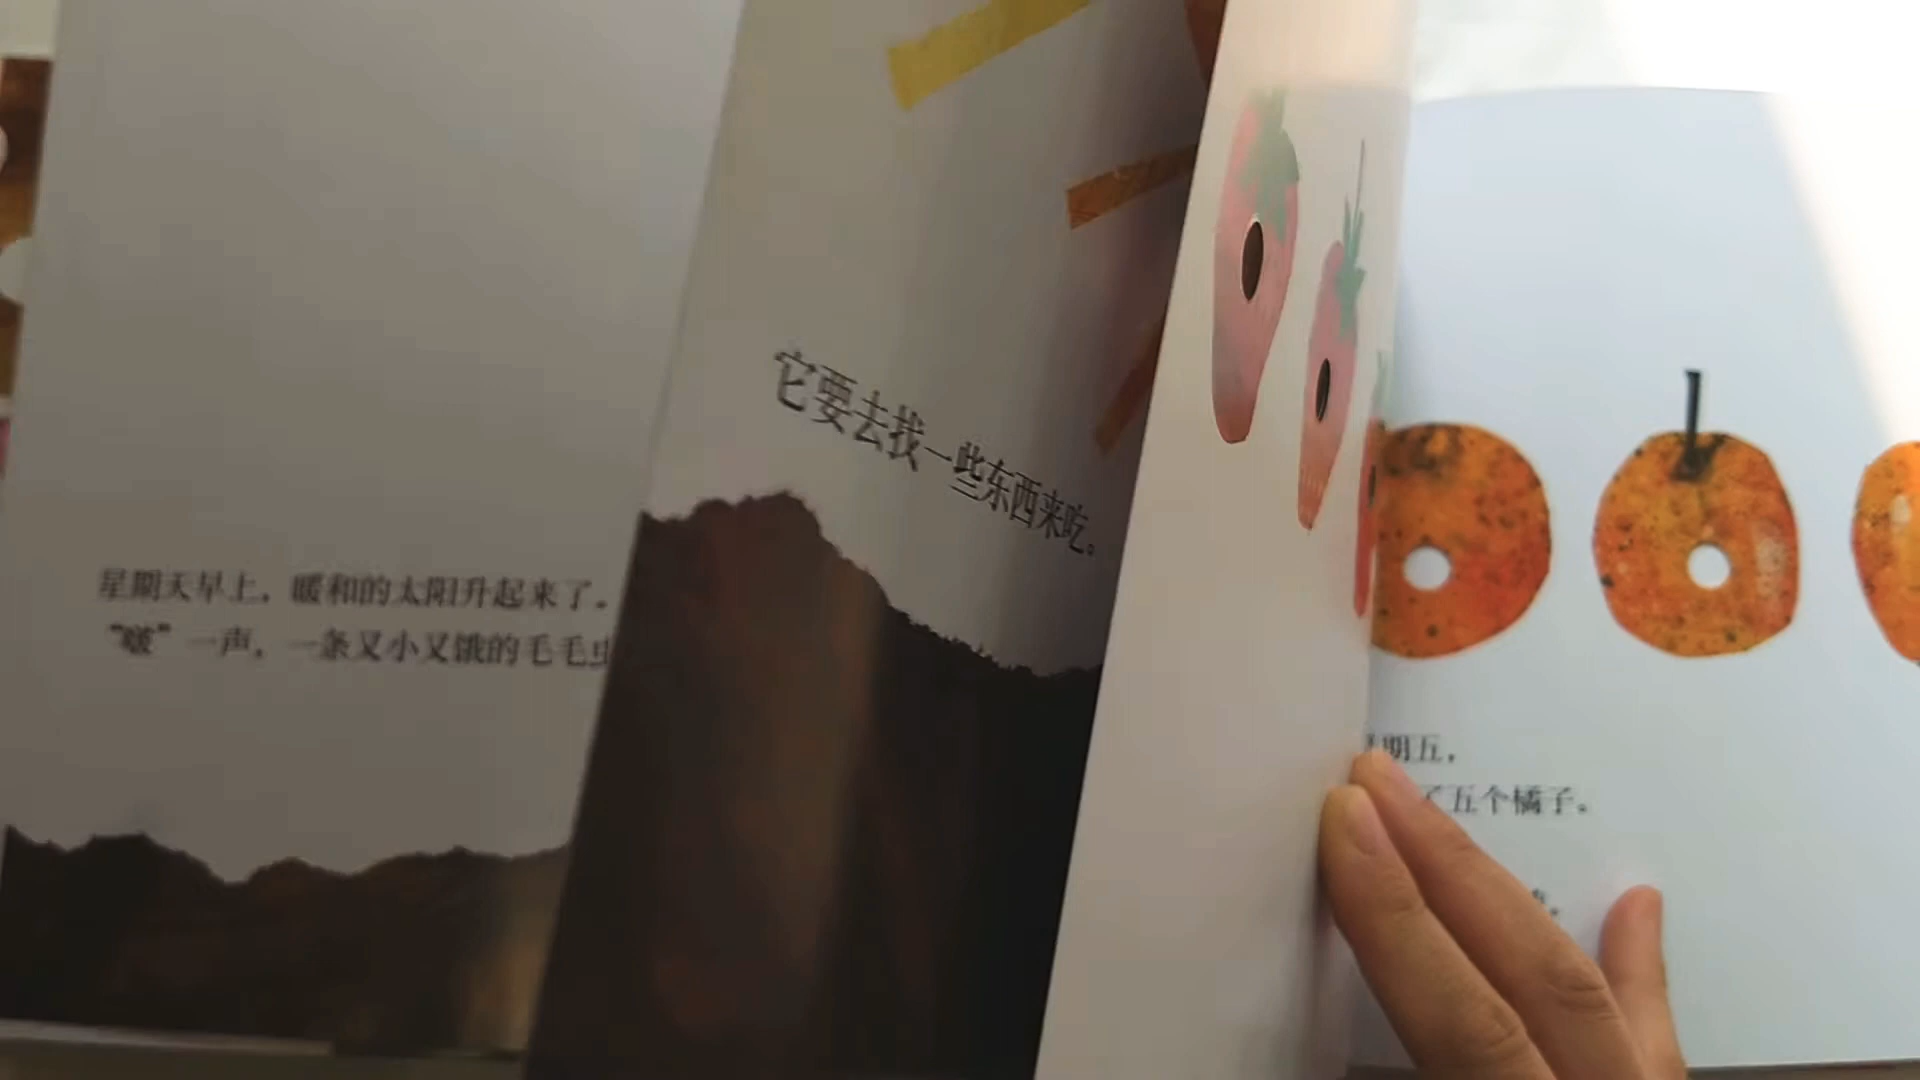 星期天早上，暖和的太阳升起来了。
“啵”一声，一条又小又饿的毛毛虫
它要去找一些东西来吃。
期五，
了五个橘子。